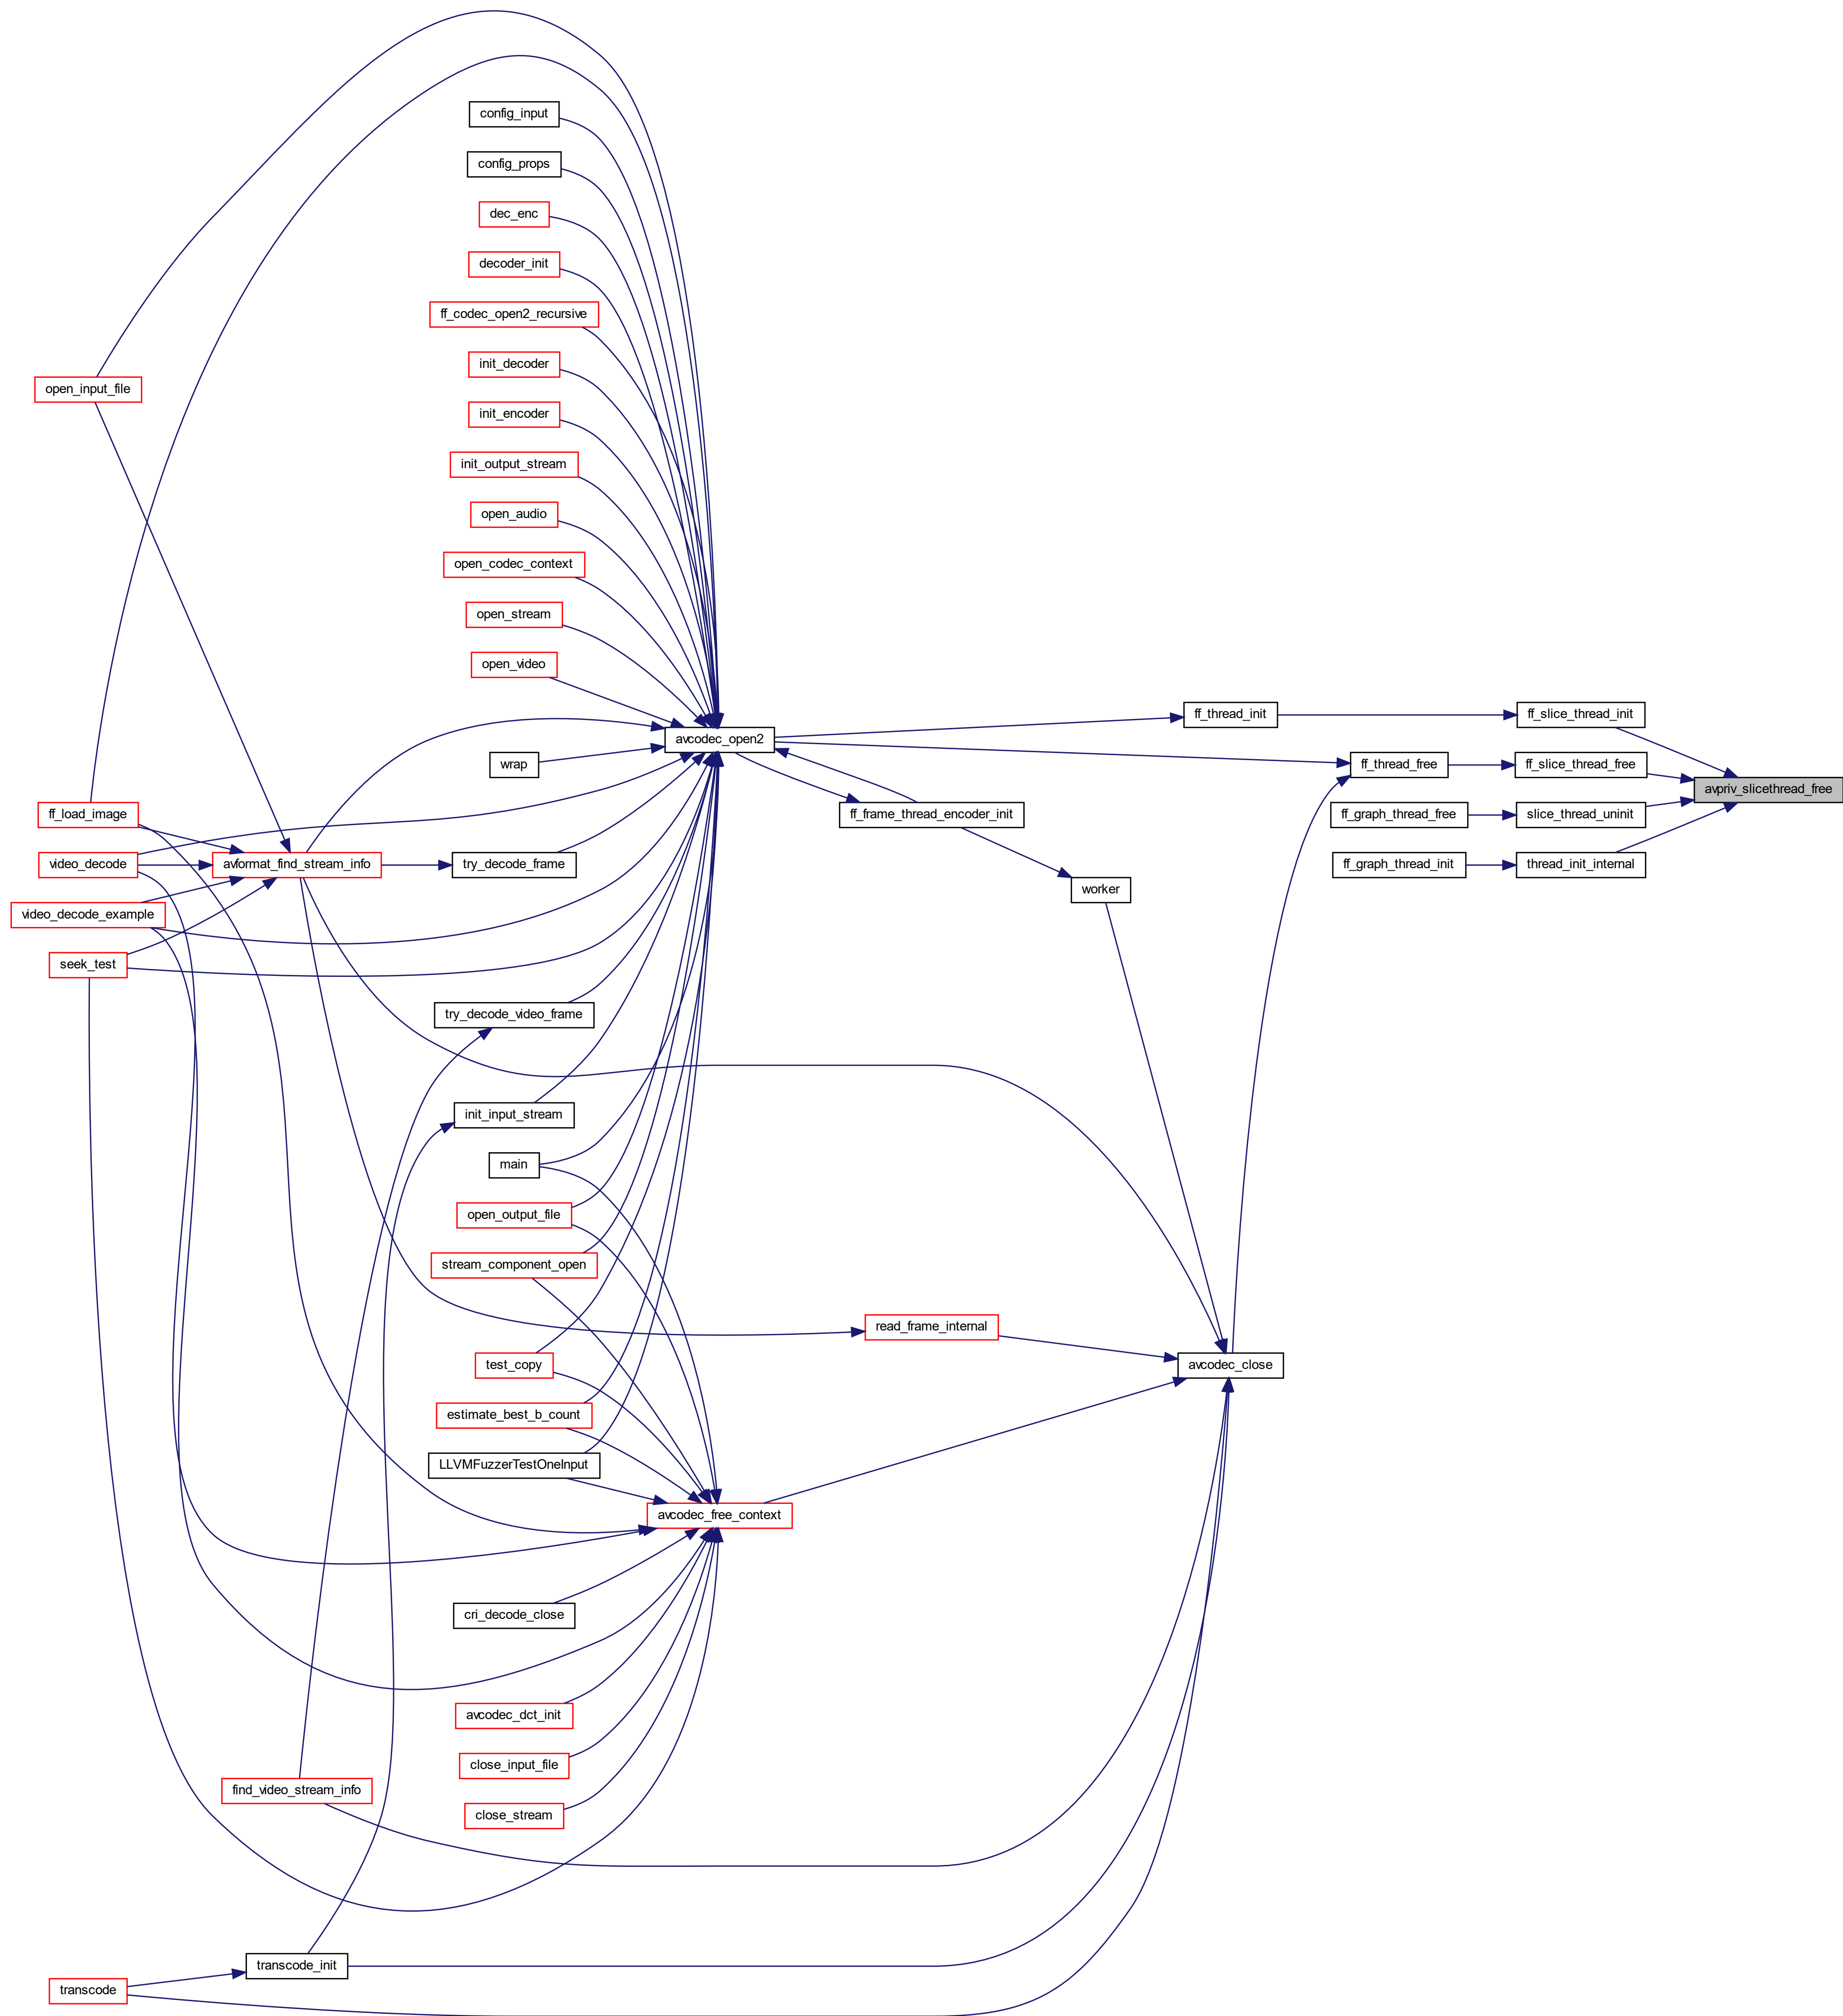 config_input
config_props
dec_enc
decoder_init
ff_codec_open2_recursive
init_decoder
open_input_file
init_encoder
init_output_stream
open_audio
open_codec_context
open_stream
open_video
ff_thread_init
ff_slice_thread_init
avcodec_open2
wrap
ff_thread_free
ff_slice_thread_free
avpriv_slicethread_free
ff_load_image
ff_frame_thread_encoder_init
ff_graph_thread_free
slice_thread_uninit
video_decode
avformat_find_stream_info
try_decode_frame
ff_graph_thread_init
thread_init_internal
worker
video_decode_example
seek_test
try_decode_video_frame
init_input_stream
main
open_output_file
stream_component_open
read_frame_internal
test_copy
avcodec_close
estimate_best_b_count
LLVMFuzzerTestOneInput
avcodec_free_context
cri_decode_close
avcodec_dct_init
close_input_file
find_video_stream_info
close_stream
transcode_init
transcode